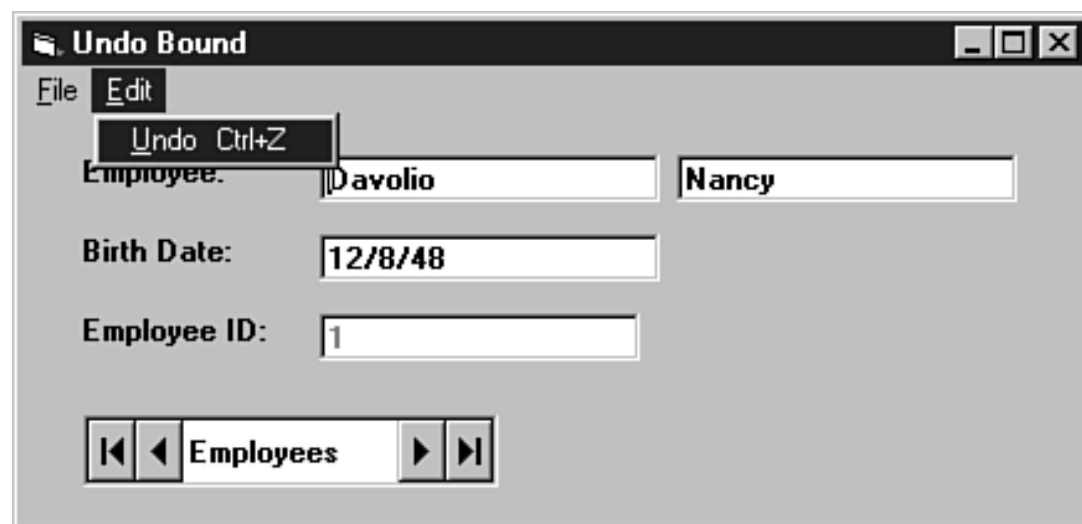 Undo Bound
File Edit
Undo Ctrl+Z
Employee: Davolio Nancy
Birth Date: 12/8/48
Employee ID: 1
Employees